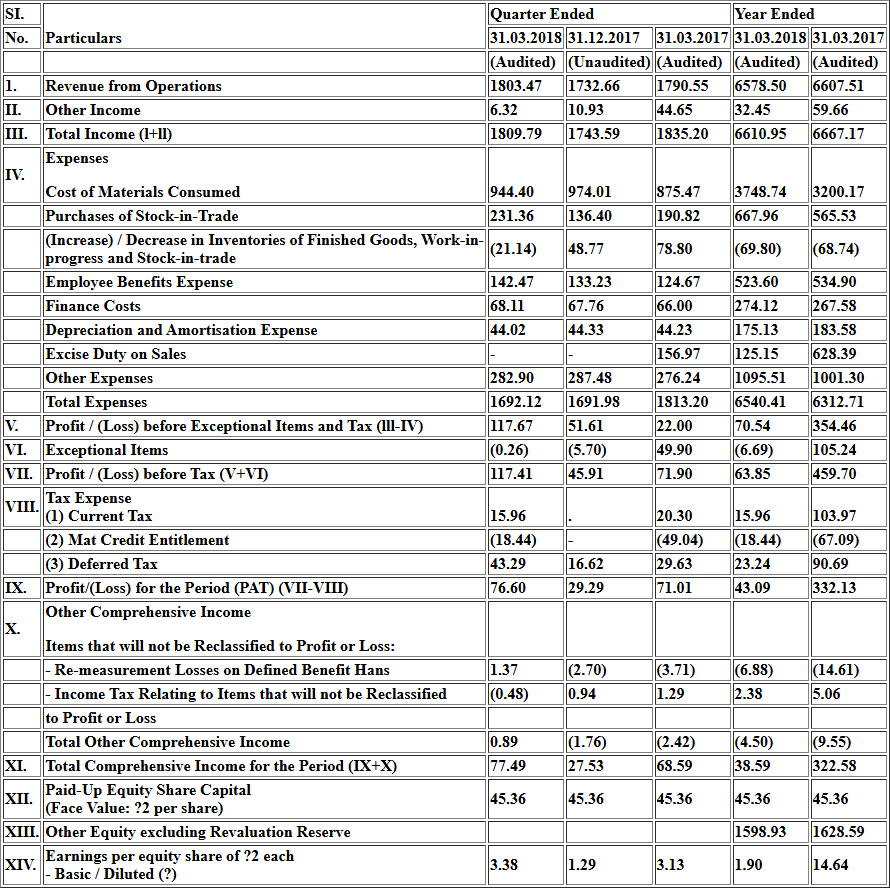 SI. Quarter Ended Year Ended
No. Particulars 31.03.2018 31.12.2017 31.03.2017 31.03.2018 31.03.2017
(Audited) (Unaudited) (Audited) (Audited) (Audited)
1. Revenue from Operations 1803.47 1732.66 1790.55 6578.50 6607.51
II. Other Income 6.32 10.93 44.65 32.45 59.66
III. Total Income (l+ll) 1809.79 1743.59 1835.20 6610.95 6667.17
Expenses
IV.
Cost of Materials Consumed 944.40 974.01 875.47 3748.74 3200.17
Purchases of Stock-in-Trade 231.36 136.40 190.82 667.96 565.53
(Increase) / Decrease in Inventories of Finished Goods, Work-in-
progress and Stock-in-trade (21.14) 48.77 78.80 (69.80) (68.74)
Employee Benefits Expense 142.47 133.23 124.67 523.60 534.90
Finance Costs 68.11 67.76 66.00 274.12 267.58
Depreciation and Amortisation Expense 44.02 44.33 44.23 175.13 183.58
Excise Duty on Sales - - 156.97 125.15 628.39
Other Expenses 282.90 287.48 276.24 1095.51 1001.30
Total Expenses 1692.12 1691.98 1813.20 6540.41 6312.71
V. Profit / (Loss) before Exceptional Items and Tax (lll-IV) 117.67 51.61 22.00 70.54 354.46
VI. Exceptional Items (0.26) (5.70) 49.90 (6.69) 105.24
VII. Profit / (Loss) before Tax (V+VI) 117.41 45.91 71.90 63.85 459.70
VIII. Tax Expense
(1) Current Tax 15.96 . 20.30 15.96 103.97
(2) Mat Credit Entitlement (18.44) - (49.04) (18.44) (67.09)
(3) Deferred Tax 43.29 16.62 29.63 23.24 90.69
IX. Profit/(Loss) for the Period (PAT) (VII-VIII) 76.60 29.29 71.01 43.09 332.13
Other Comprehensive Income
X.
Items that will not be Reclassified to Profit or Loss:
- Re-measurement Losses on Defined Benefit Hans 1.37 (2.70) (3.71) (6.88) (14.61)
- Income Tax Relating to Items that will not be Reclassified (0.48) 0.94 1.29 2.38 5.06
to Profit or Loss
Total Other Comprehensive Income 0.89 (1.76) (2.42) (4.50) (9.55)
XI. Total Comprehensive Income for the Period (IX+X) 77.49 27.53 68.59 38.59 322.58
XII. Paid-Up Equity Share Capital
(Face Value: ?2 per share) 45.36 45.36 45.36 45.36 45.36
XIII. Other Equity excluding Revaluation Reserve 1598.93 1628.59
XIV. Earnings per equity share of ?2 each
- Basic / Diluted (?) 3.38 1.29 3.13 1.90 14.64